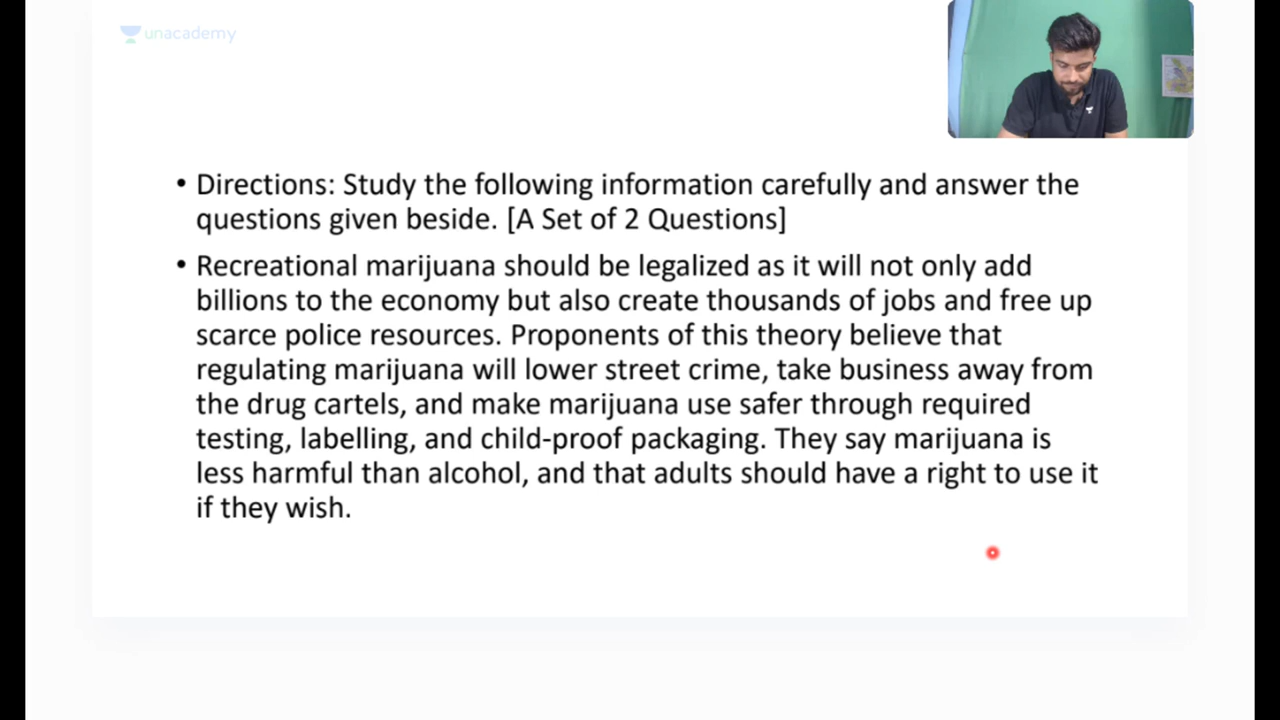 unacademy
• Directions: Study the following information carefully and answer the
questions given beside. [A Set of 2 Questions]
• Recreational marijuana should be legalized as it will not only add
billions to the economy but also create thousands of jobs and free up
scarce police resources. Proponents of this theory believe that
regulating marijuana will lower street crime, take business away from
the drug cartels, and make marijuana use safer through required
testing, labelling, and child-proof packaging. They say marijuana is
less harmful than alcohol, and that adults should have a right to use it
if they wish.